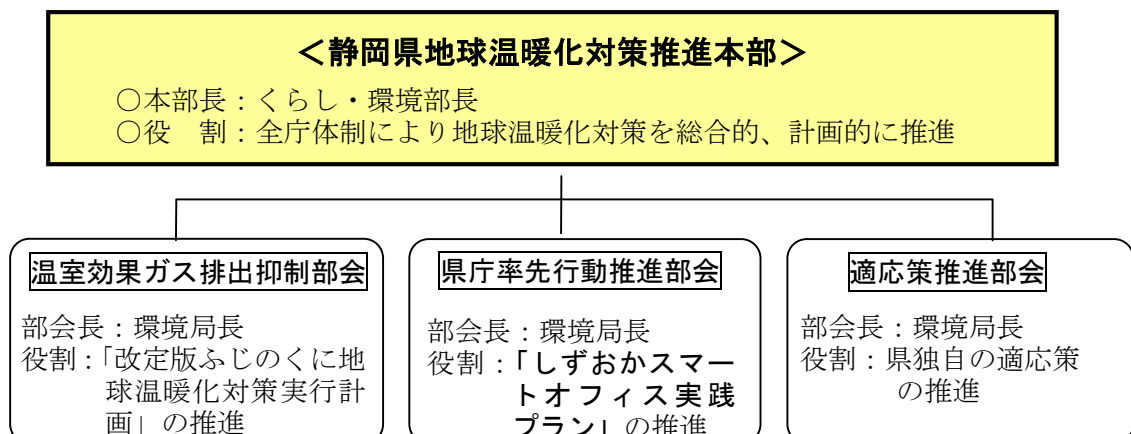 ＜静岡県地球温暖化対策推進本部＞
○本部長：くらし・環境部長
○役　割：全庁体制により地球温暖化対策を総合的、計画的に推進
温室効果ガス排出抑制部会
部会長：環境局長
役割：「改定版ふじのくに地
球温暖化対策実行計
画」の推進
県庁率先行動推進部会
部会長：環境局長
役割：「しずおかスマー
トオフィス実践
プラン」の推進
適応策推進部会
部会長：環境局長
役割：県独自の適応策
の推進